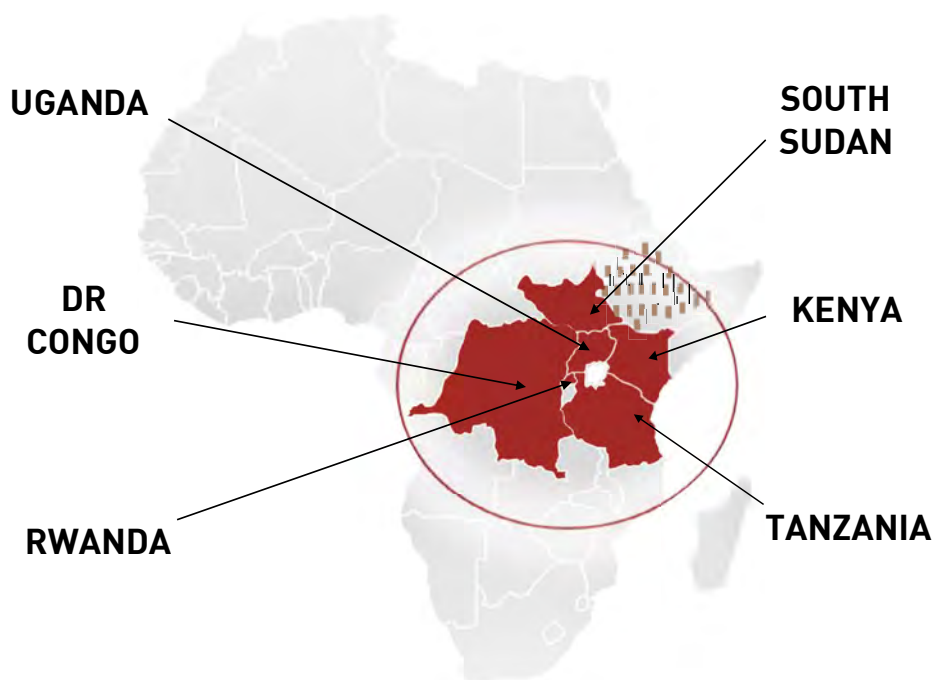 UGANDA
SOUTH
SUDAN
DR
CONGO
KENYA
RWANDA
TANZANIA